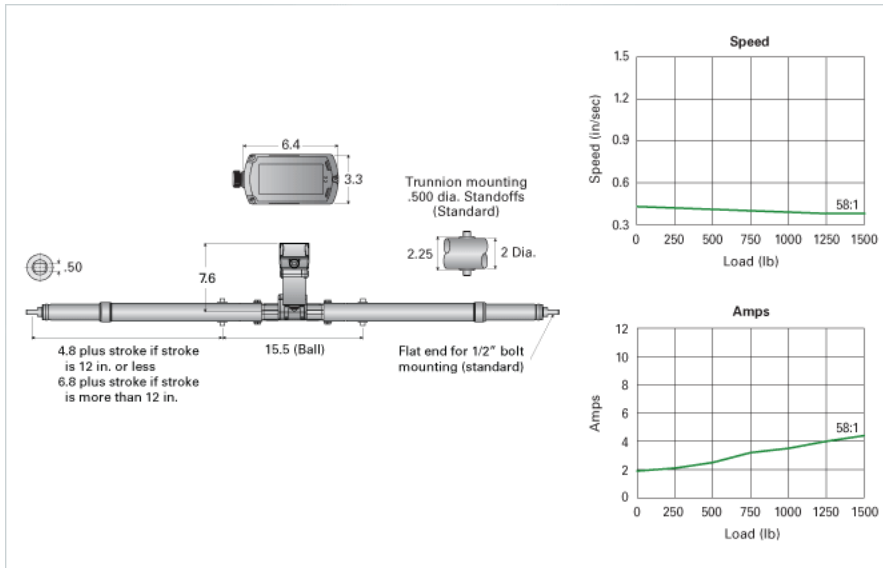 6.4
3.3
Trunnion mounting
.500 dia. Standoffs
(Standard)
2.25
2 Dia.
.50
7.6
4.8 plus stroke if stroke
is 12 in. or less
6.8 plus stroke if stroke
is more than 12 in.
15.5 (Ball)
Flat end for 1/2" bolt
mounting (standard)
Speed
Speed (in/sec)
1.5
1.2
0.9
0.6
0.3
58:1
0 250 500 750 1000 1250 1500
Load (lb)
Amps
Amps
12
10
8
6
4
2
0
58:1
0 250 500 750 1000 1250 1500
Load (lb)